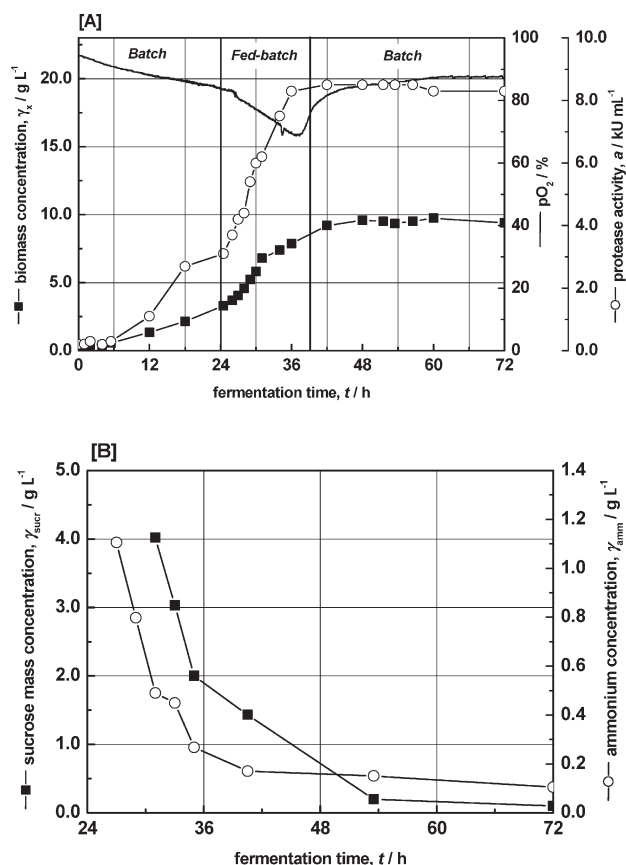 [A]
Batch Fed-batch Batch
20.0
15.0
10.0
5.0
0.0
biomass concentration, γx / g L-1
100
80
60
40
20
0
pO2 / %
10.0
8.0
6.0
4.0
2.0
0.0
protease activity, a / kU mL-1
0 12 24 36 48 60 72
fermentation time, t / h
[B]
5.0
4.0
3.0
2.0
1.0
0.0
sucrose mass concentration, γsucr / g L-1
1.4
1.2
1.0
0.8
0.6
0.4
0.2
0.0
ammonium concentration, γamm / g L-1
24 36 48 60 72
fermentation time, t / h